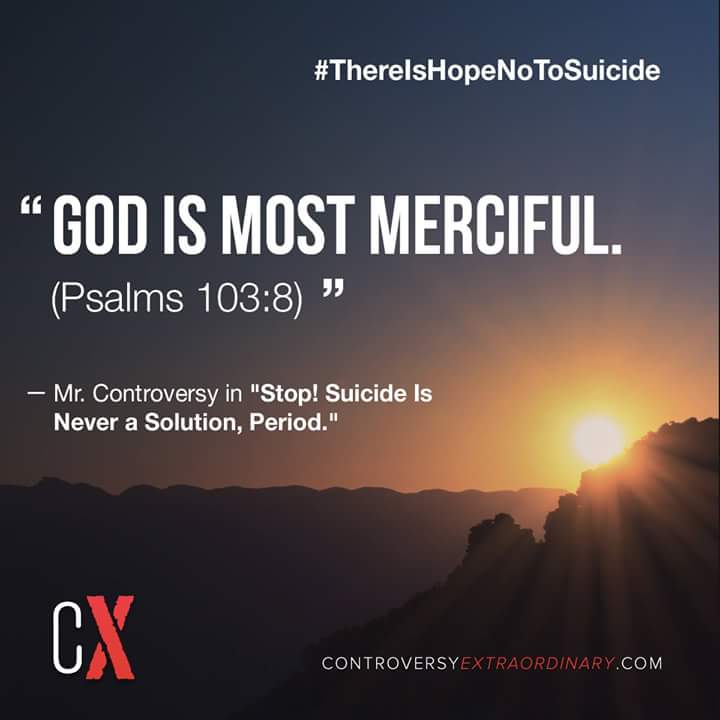 #ThereIsHopeNoToSuicide
“ GOD IS MOST MERCIFUL.
(Psalms 103:8) ”
— Mr. Controversy in "Stop! Suicide Is
Never a Solution, Period."
CX
CONTROVERSYEXTRAORDINARY.COM